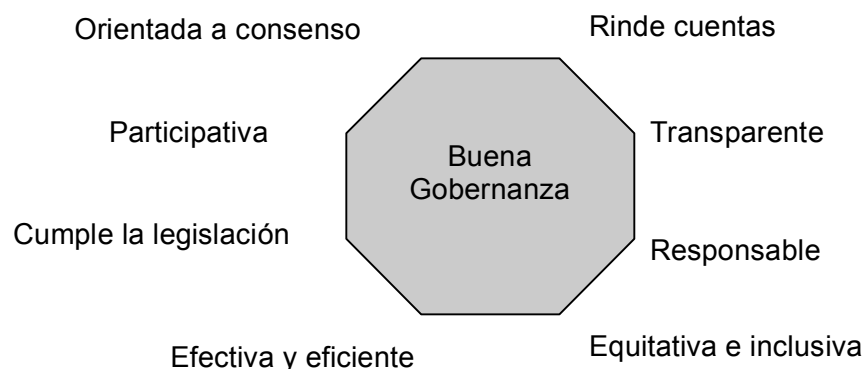 Orientada a consenso
Rinde cuentas
Participativa
Transparente
Buena
Gobernanza
Cumple la legislación
Responsable
Efectiva y eficiente
Equitativa e inclusiva